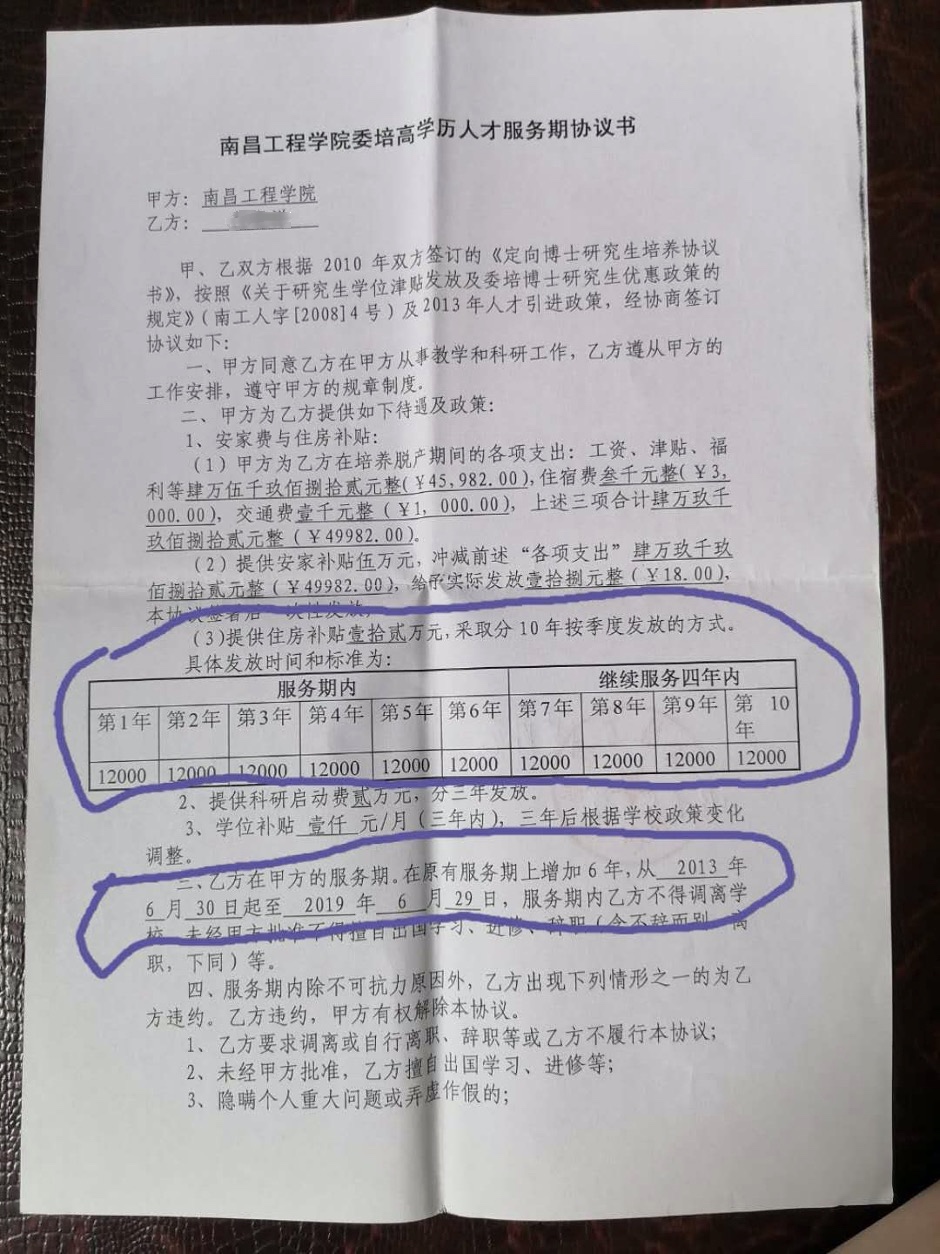 南昌工程学院委培高学历人才服务期协议书
甲方：南昌工程学院
乙方：
甲、乙双方根据 2010 年双方签订的《定向博士研究生培养协议
书》，按照《关于研究生学位津贴发放及委培博士研究生优惠政策的
规定》（南工人字[2008]4 号）及2013 年人才引进政策，经协商签订
协议如下：
一、甲方同意乙方在甲方从事教学和科研工作，乙方遵从甲方的
工作安排，遵守甲方的规章制度.
二、甲方为乙方提供如下待遇及政策：
1、安家费与住房补贴：
（1）甲方为乙方在培养脱产期间的各项支出：工资、津贴、福
利等肆万伍千玖佰捌拾贰元整(￥45,982.00),住宿费叁千元整(￥3,
000.00)，交通费壹千元整（￥1, 000.00)，上述三项合计肆万玖千
玖佰捌拾贰元整（￥49982.00)。
（2）提供安家补贴伍万元，冲减前述“各项支出”肆万玖千玖
佰捌拾贰元整（￥49982.00)，给予实际发放壹拾捌元整（￥18.00)，
本协议签署后一次性发放；
（3)提供住房补贴壹拾贰万元,采取分 10 年按季度发放的方式。
具体发放时间和标准为：
服务期内 继续服务四年内
第1年 第2年 第3年 第4年 第5年 第6年 第7年 第8年 第9年 第 10
年
12000 12000 12000 12000 12000 12000 12000 12000 12000 12000
2、提供科研启动费贰万元，分三年发放。
3、学位补贴 壹仟 元/月（三年内），三年后根据学校政策变化
调整。
三、乙方在甲方的服务期。在原有服务期上增加 6 年，从 2013 年
6 月 30 日起至 2019 年 6 月 29 日，服务期内乙方不得调离学
校，未经甲方批准不得擅自出国学习、进修、辞职（含不辞而别、离
职，下同）等。
四、服务期内除不可抗力原因外，乙方出现下列情形之一的为乙
方违约。乙方违约，甲方有权解除本协议。
1、乙方要求调离或自行离职、辞职等或乙方不履行本协议；
2、未经甲方批准，乙方擅自出国学习、进修等；
3、隐瞒个人重大问题或弄虚作假的；